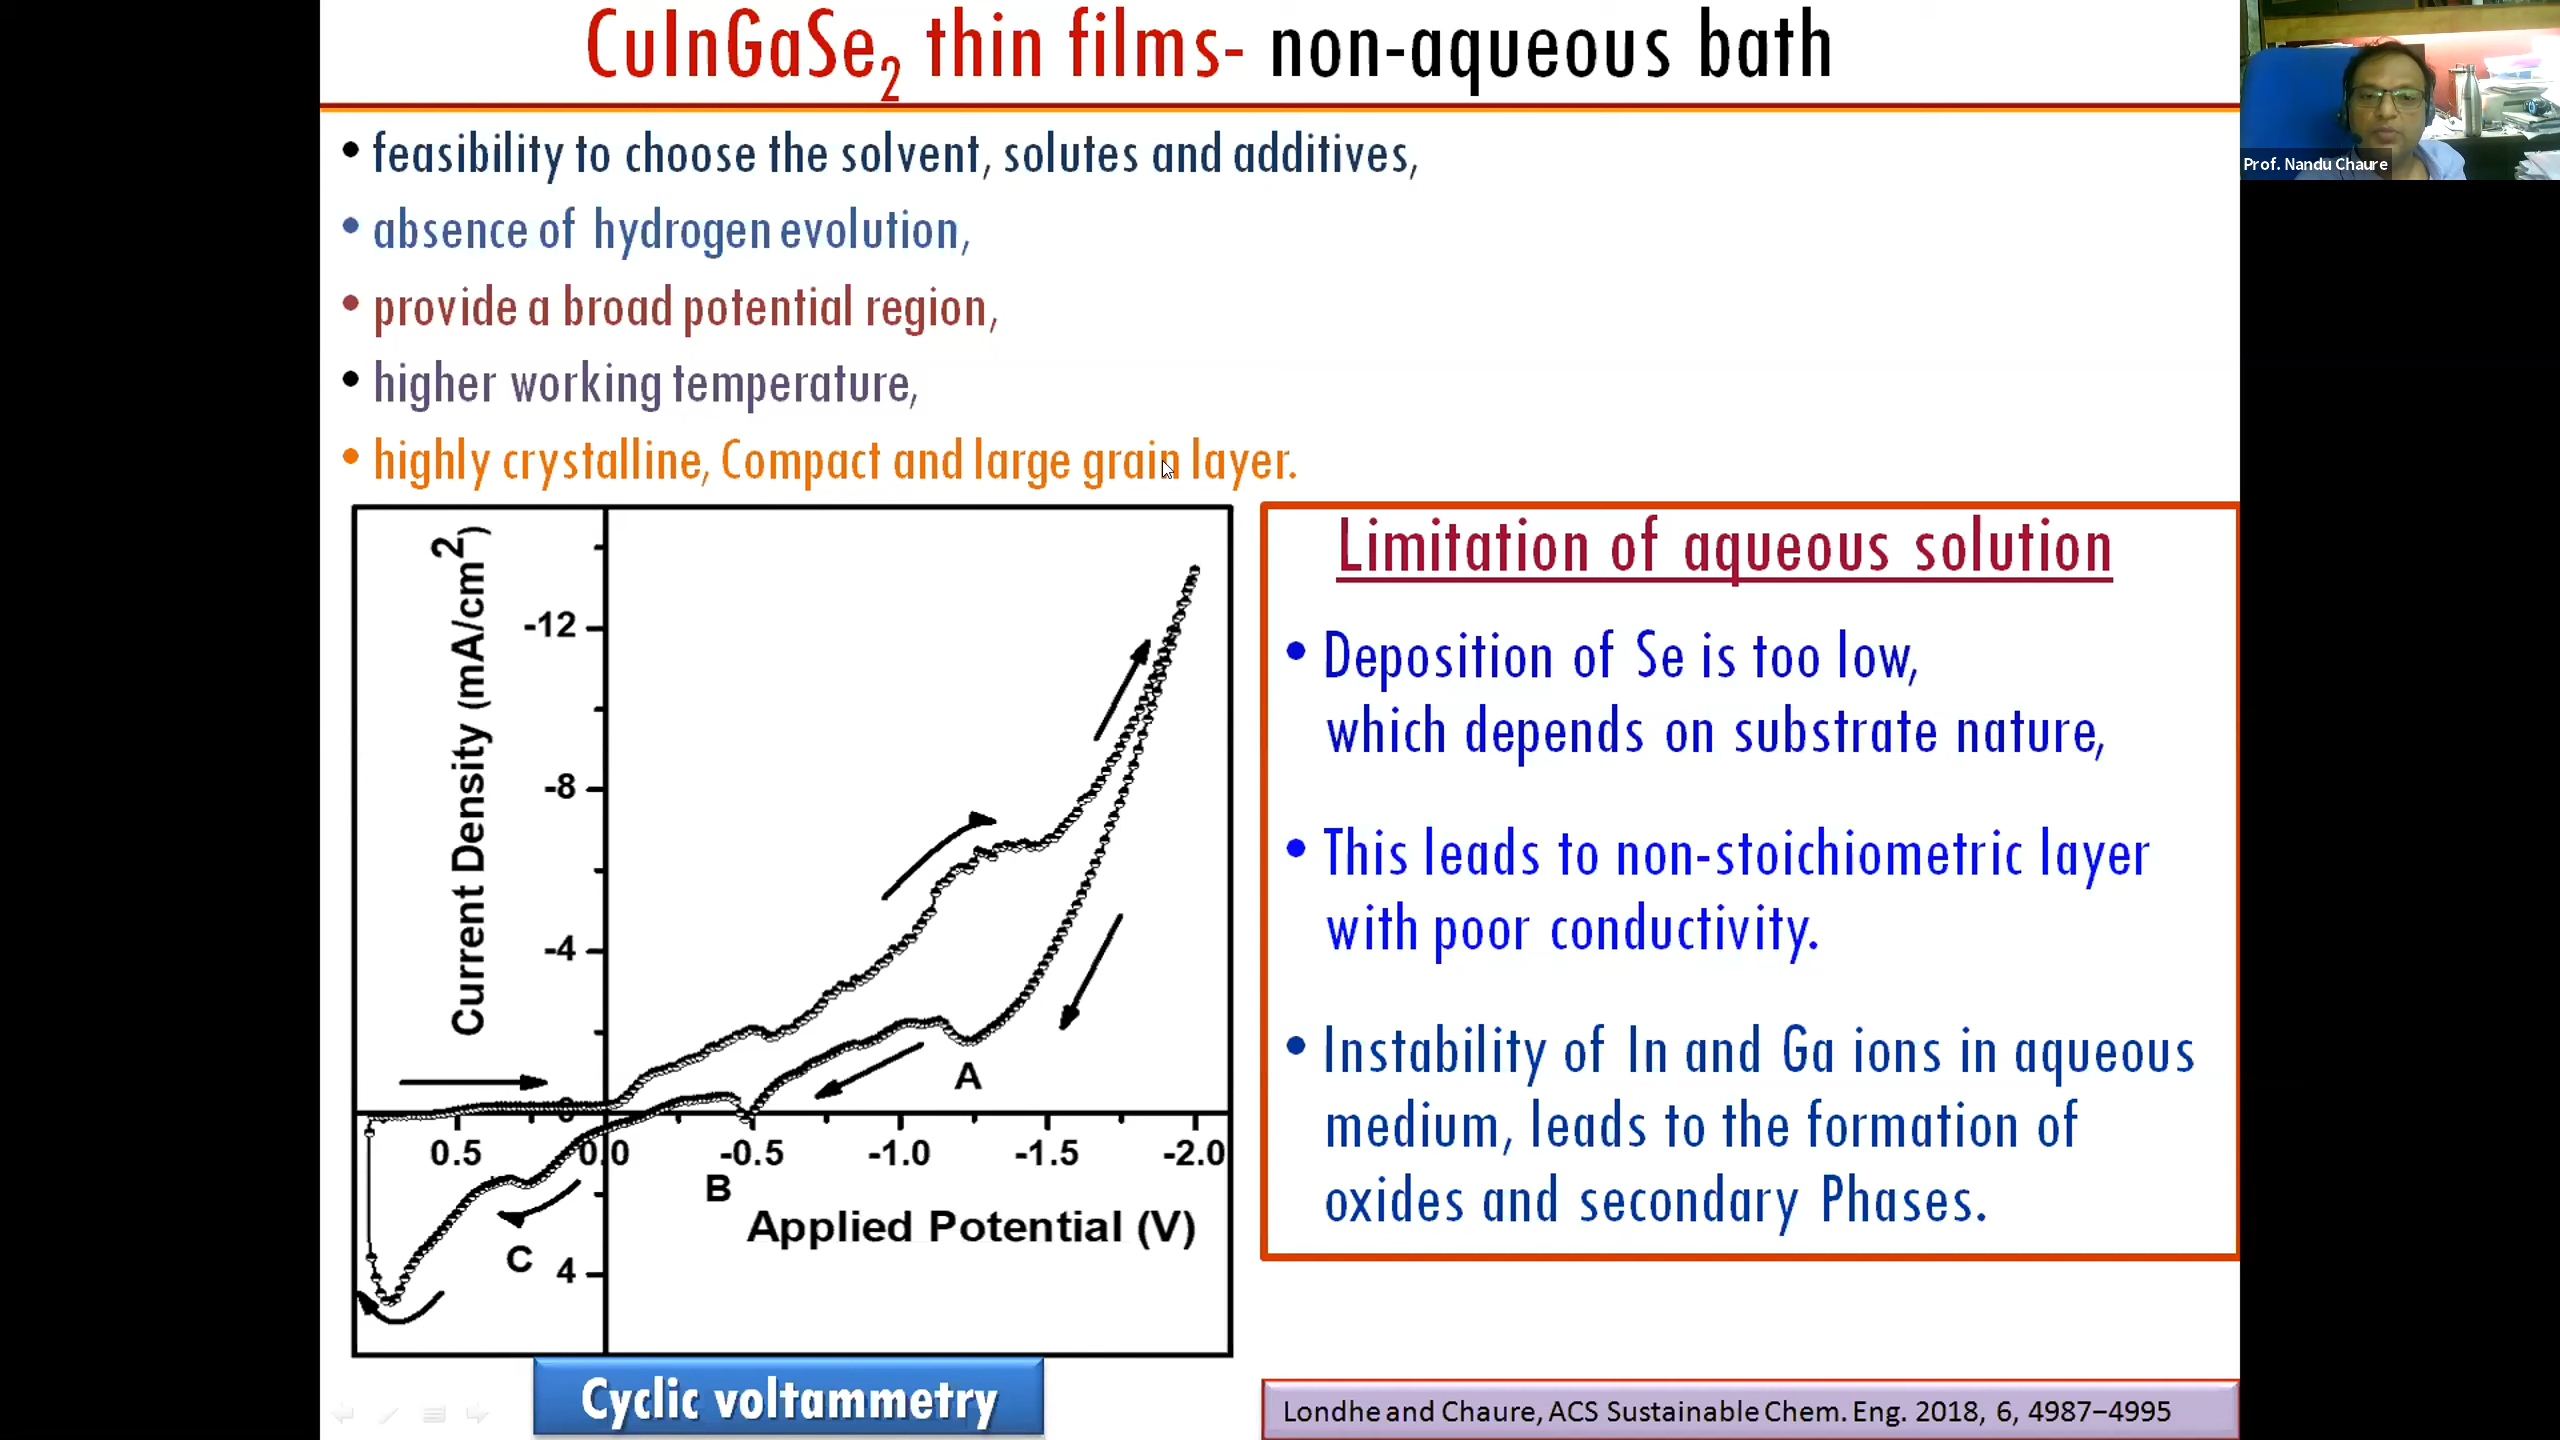 CuInGaSe2 thin films- non-aqueous bath
Prof. Nandu Chaure
• feasibility to choose the solvent, solutes and additives,
• absence of hydrogen evolution,
• provide a broad potential region,
• higher working temperature,
• highly crystalline, Compact and large grain layer.
Current Density (mA/cm2)
-12
-8
-4
0
4
0.5 0.0 -0.5 -1.0 -1.5 -2.0
A
B
C
Applied Potential (V)
Cyclic voltammetry
Limitation of aqueous solution
• Deposition of Se is too low,
which depends on substrate nature,
• This leads to non-stoichiometric layer
with poor conductivity.
• Instability of In and Ga ions in aqueous
medium, leads to the formation of
oxides and secondary Phases.
Londhe and Chaure, ACS Sustainable Chem. Eng. 2018, 6, 4987−4995